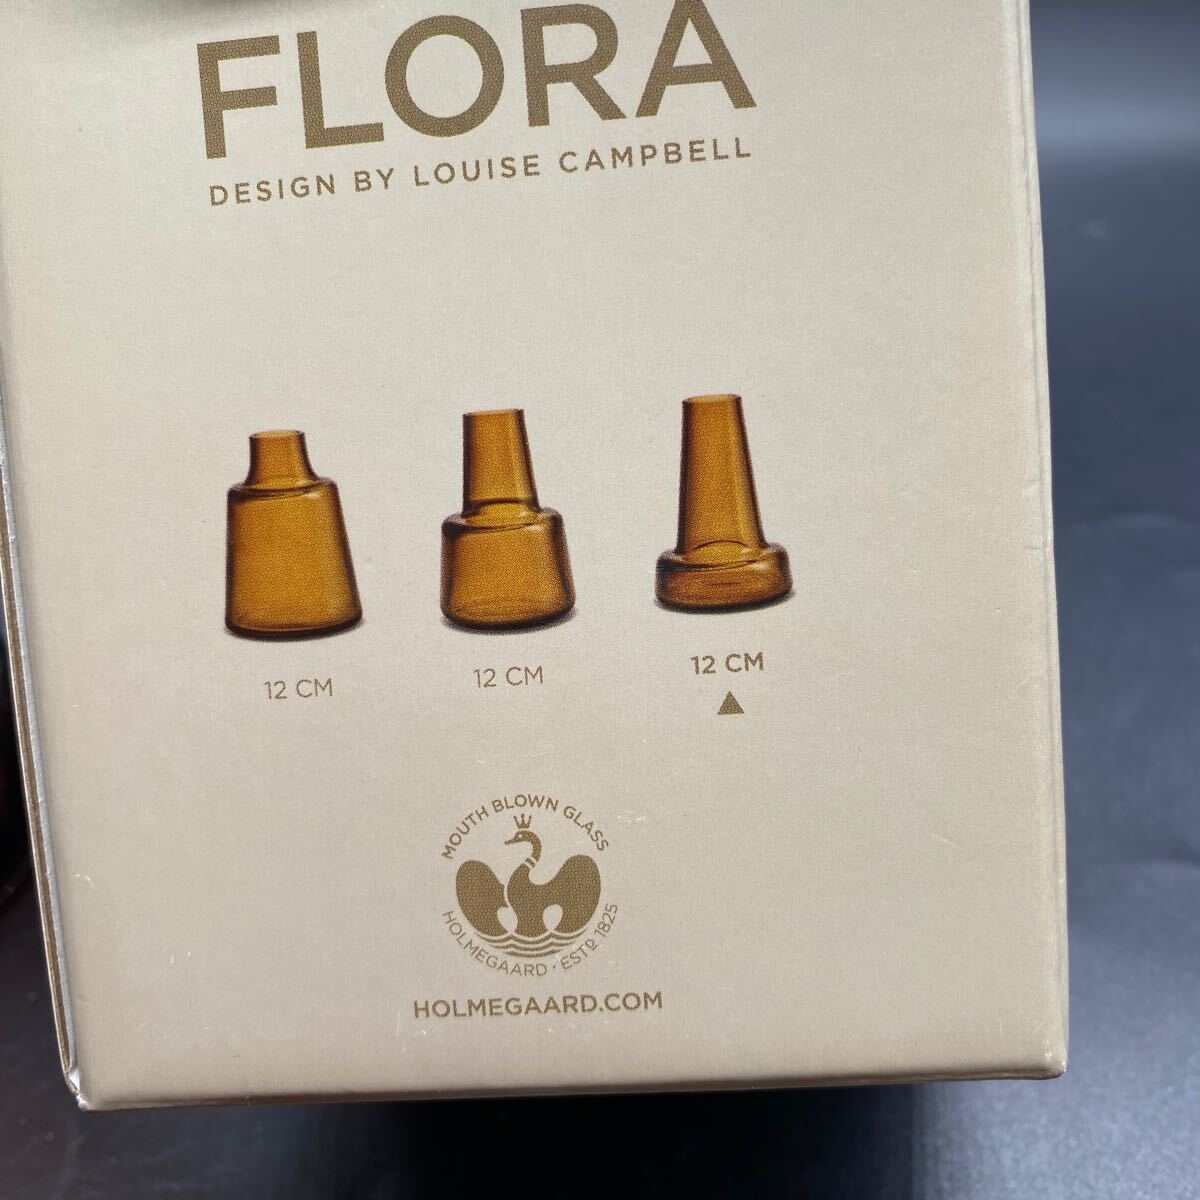 FLORA
DESIGN BY LOUISE CAMPBELL
12 CM
12 CM
12 CM
MOUTH BLOWN GLASS
HOLMEGAARD · ESTD 1825
HOLMEGAARD.COM